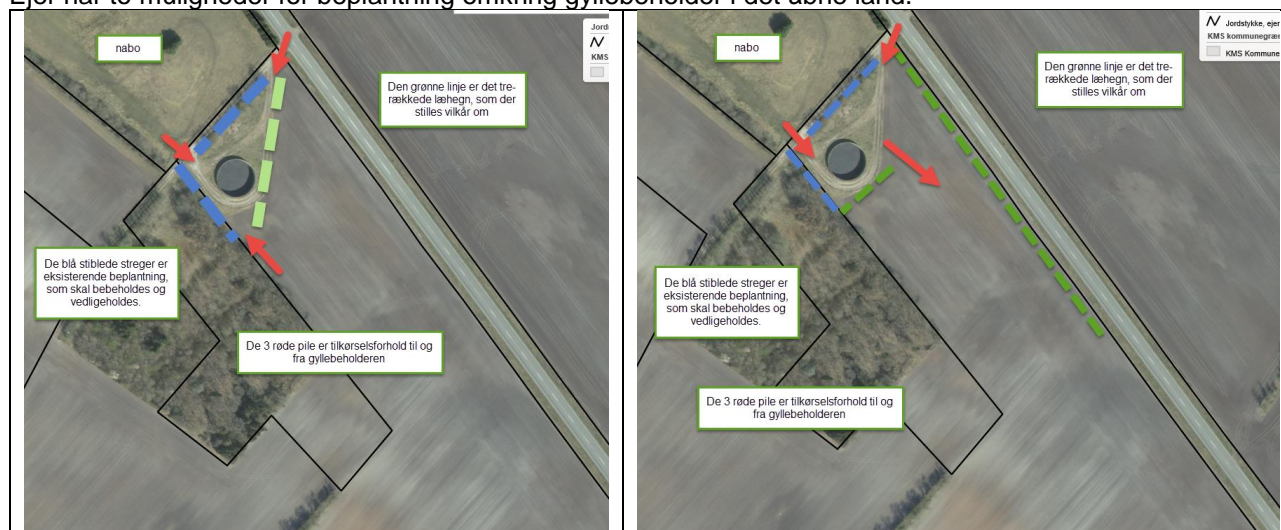 Ejer har to muligheder for beplantning omkring gyllebeholder i det åbne land.
nabo
Jord
KMS
Den grønne linje er det tre-
rækkede læhegn, som der
stilles vilkår om
De blå stiblede streger er
eksisterende beplantning,
som skal bebeholdes og
vedligeholdes.
De 3 røde pile er tilkørselsforhold til og
fra gyllebeholderen
nabo
Jordstykke, ejer
KMS kommunegræn
KMS Kommune
Den grønne linje er det tre-
rækkede læhegn, som der
stilles vilkår om
De blå stiblede streger er
eksisterende beplantning,
som skal bebeholdes og
vedligeholdes.
De 3 røde pile er tilkørselsforhold til og
fra gyllebeholderen